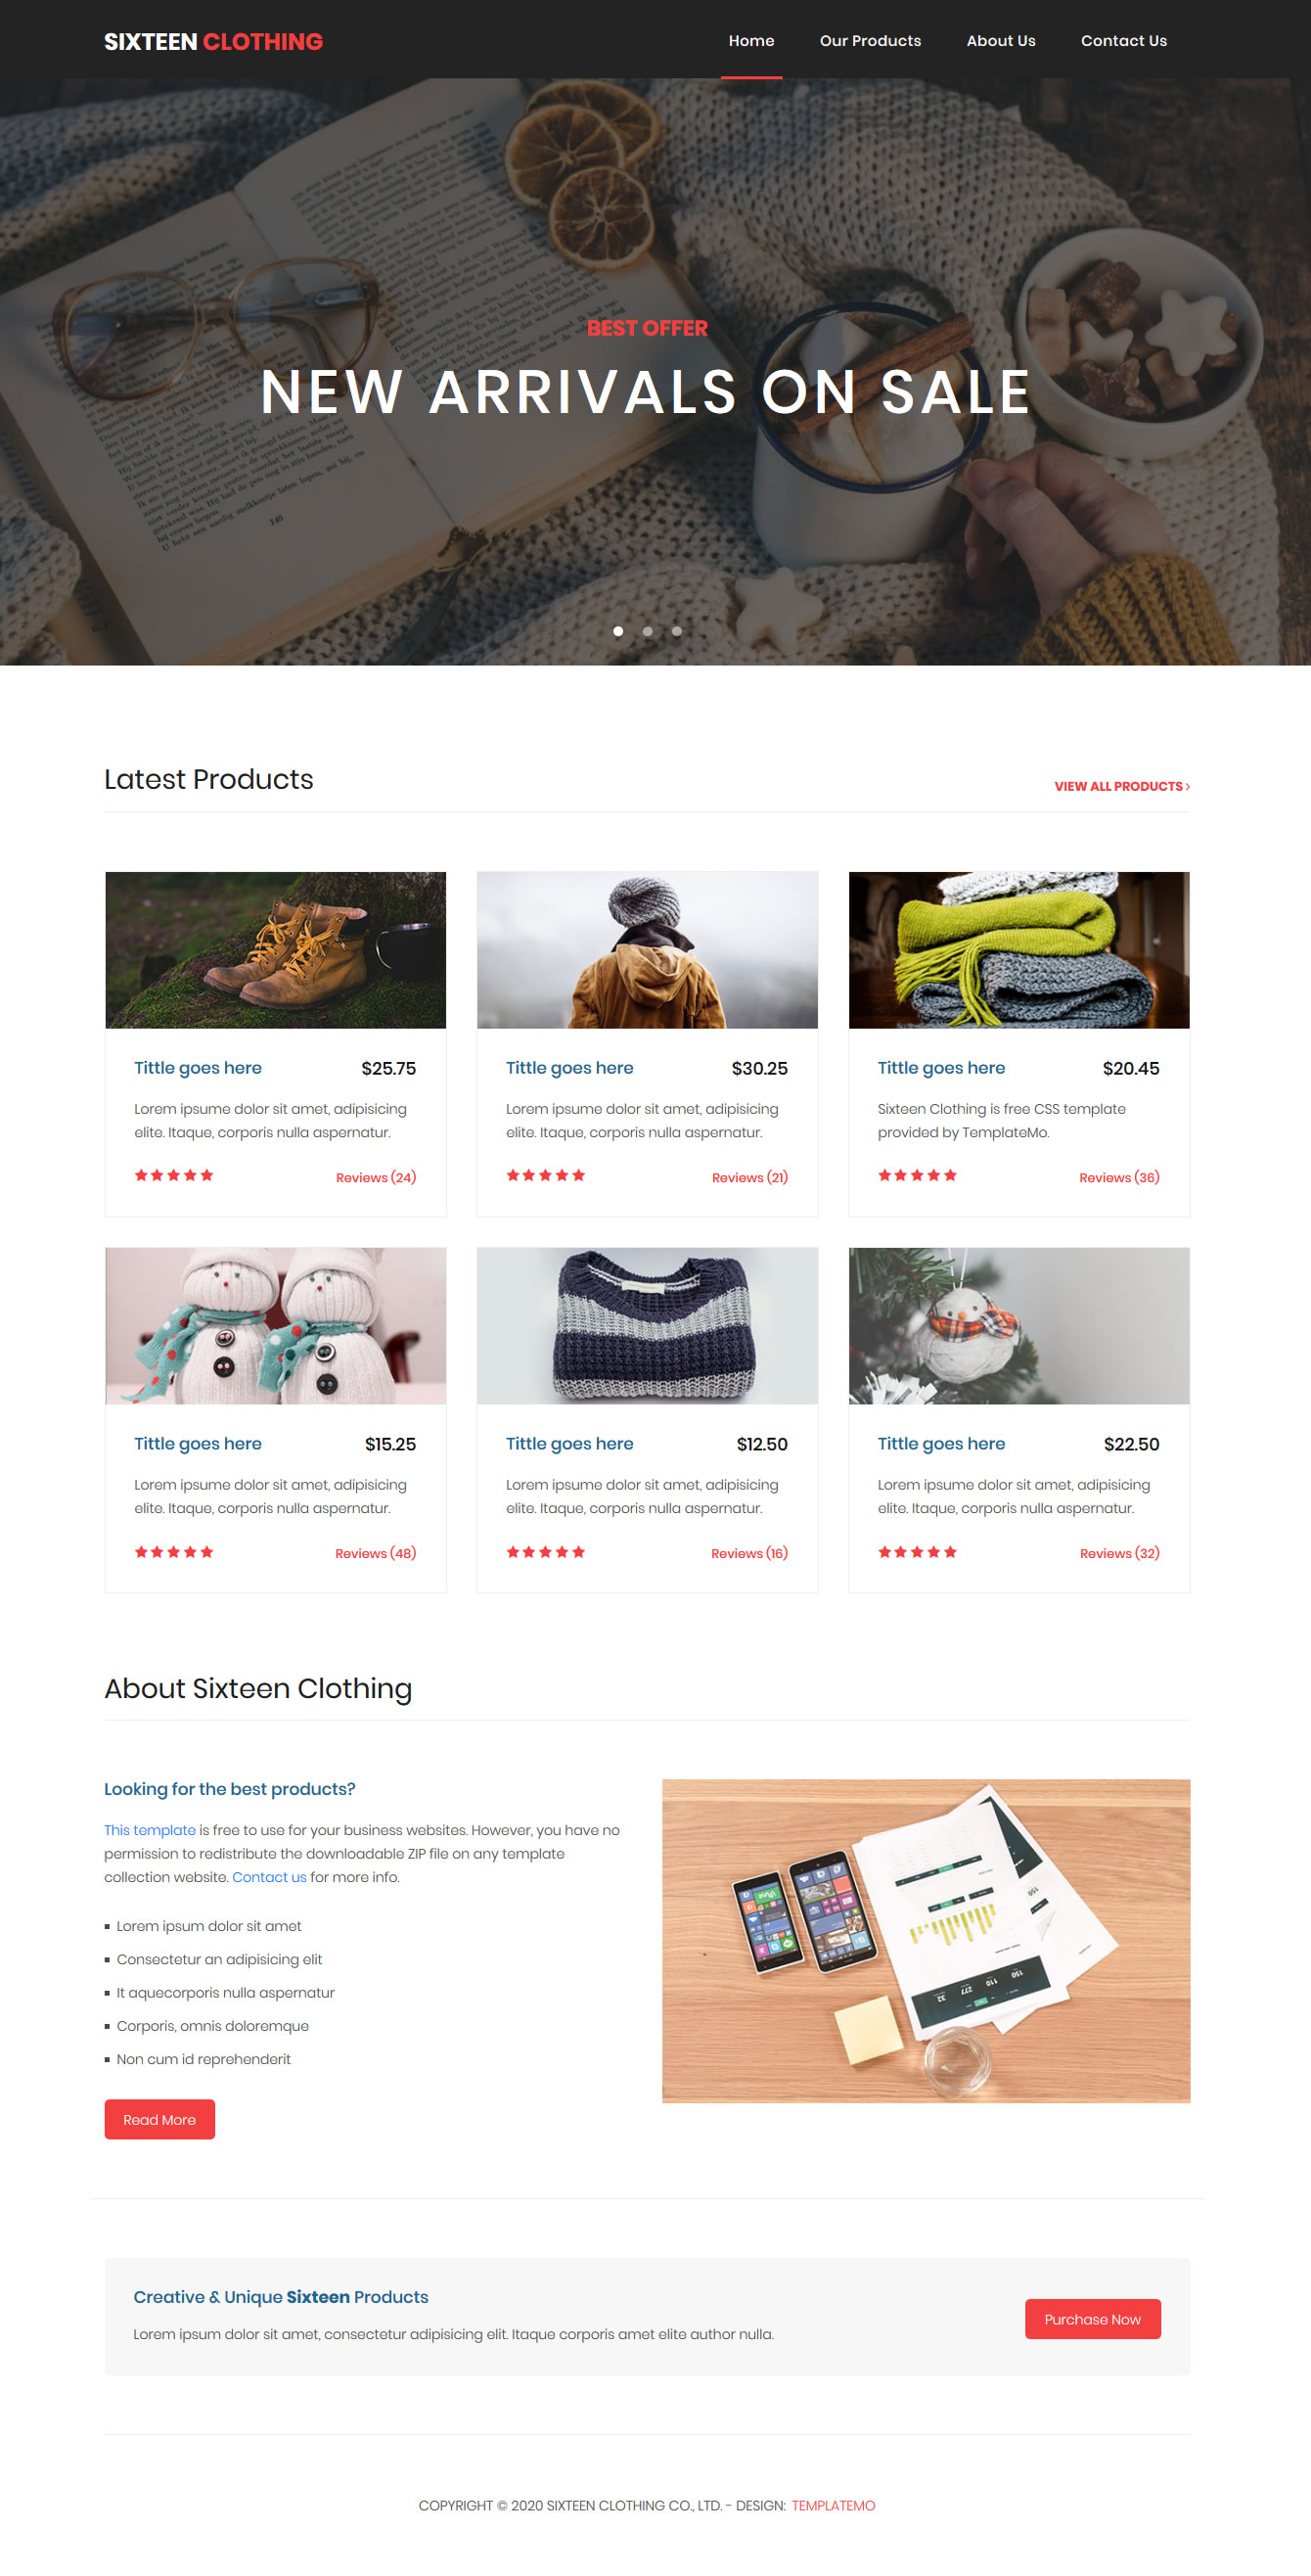 SIXTEEN CLOTHING
Home
Our Products
About Us
Contact Us
BEST OFFER
NEW ARRIVALS ON SALE
148
Latest Products
VIEW ALL PRODUCTS >
Tittle goes here
$25.75
Lorem ipsume dolor sit amet, adipisicing
elite. Itaque, corporis nulla aspernatur.
Reviews (24)
Tittle goes here
$30.25
Lorem ipsume dolor sit amet, adipisicing
elite. Itaque, corporis nulla aspernatur.
Reviews (21)
Tittle goes here
$20.45
Sixteen Clothing is free CSS template
provided by TemplateMo.
Reviews (36)
Tittle goes here
$15.25
Lorem ipsume dolor sit amet, adipisicing
elite. Itaque, corporis nulla aspernatur.
Reviews (48)
Tittle goes here
$12.50
Lorem ipsume dolor sit amet, adipisicing
elite. Itaque, corporis nulla aspernatur.
Reviews (16)
Tittle goes here
$22.50
Lorem ipsume dolor sit amet, adipisicing
elite. Itaque, corporis nulla aspernatur.
Reviews (32)
About Sixteen Clothing
Looking for the best products?
This template is free to use for your business websites. However, you have no
permission to redistribute the downloadable ZIP file on any template
collection website. Contact us for more info.
Lorem ipsum dolor sit amet
Consectetur an adipisicing elit
It aquecorporis nulla aspernatur
Corporis, omnis doloremque
Non cum id reprehenderit
Read More
150
32
277
110
150
Creative & Unique Sixteen Products
Lorem ipsum dolor sit amet, consectetur adipisicing elit. Itaque corporis amet elite author nulla.
Purchase Now
COPYRIGHT © 2020 SIXTEEN CLOTHING CO., LTD. - DESIGN: TEMPLATEMO